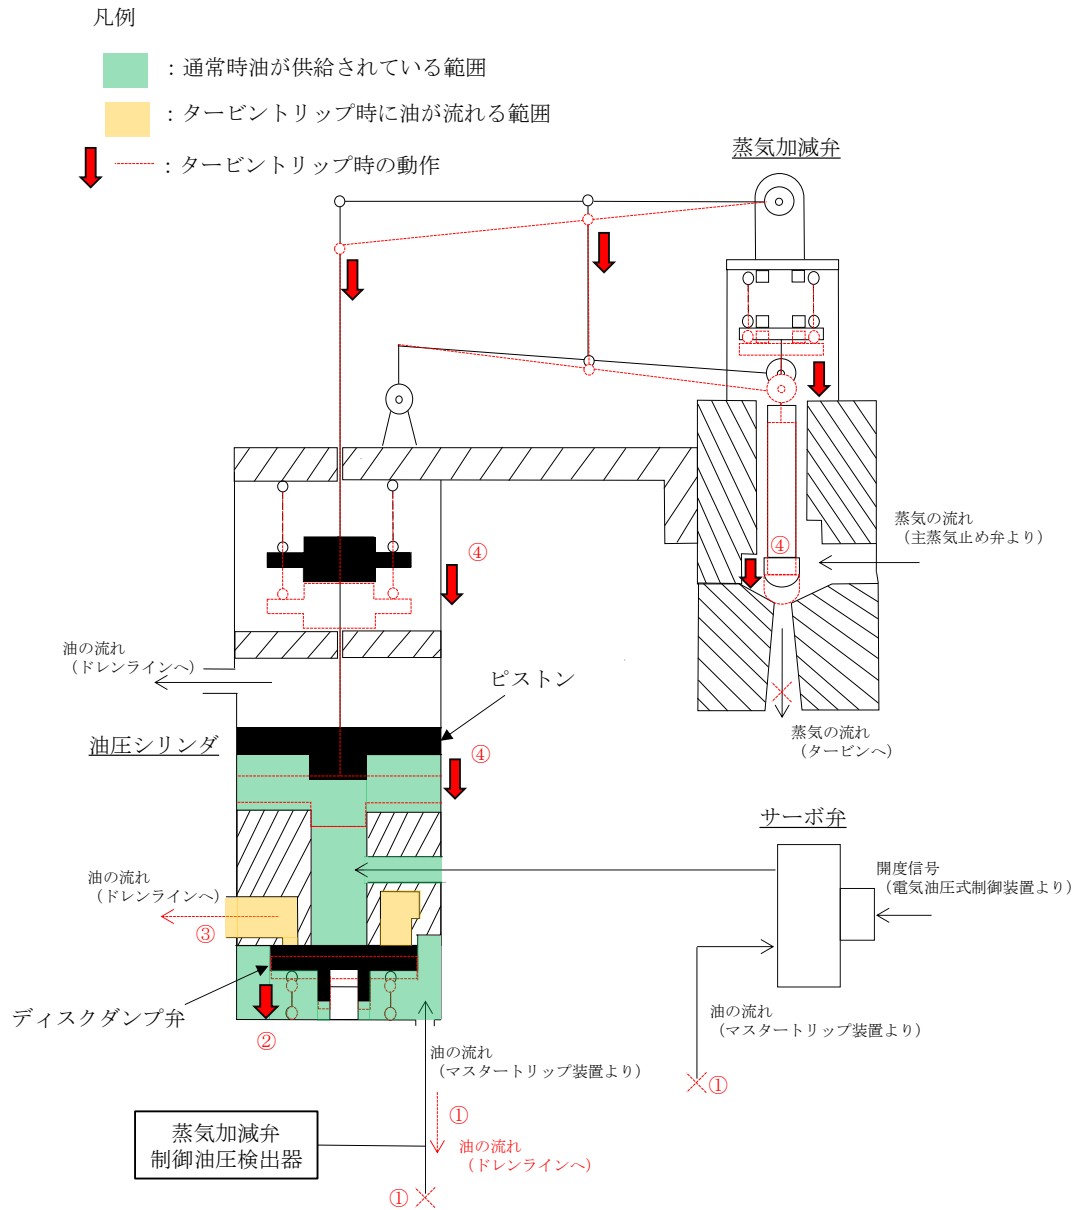 凡例
：通常時油が供給されている範囲
：タービントリップ時に油が流れる範囲
：タービントリップ時の動作
蒸気加減弁
蒸気の流れ
（主蒸気止め弁より）
④
④
油の流れ
（ドレンラインへ）
ピストン
蒸気の流れ
（タービンへ）
油圧シリンダ
④
サーボ弁
開度信号
（電気油圧式制御装置より）
油の流れ
（ドレンラインへ）
③
ディスクダンプ弁
②
油の流れ
（マスタートリップ装置より）
油の流れ
（マスタートリップ装置より）
①
①
油の流れ
（ドレンラインへ）
蒸気加減弁
制御油圧検出器
①